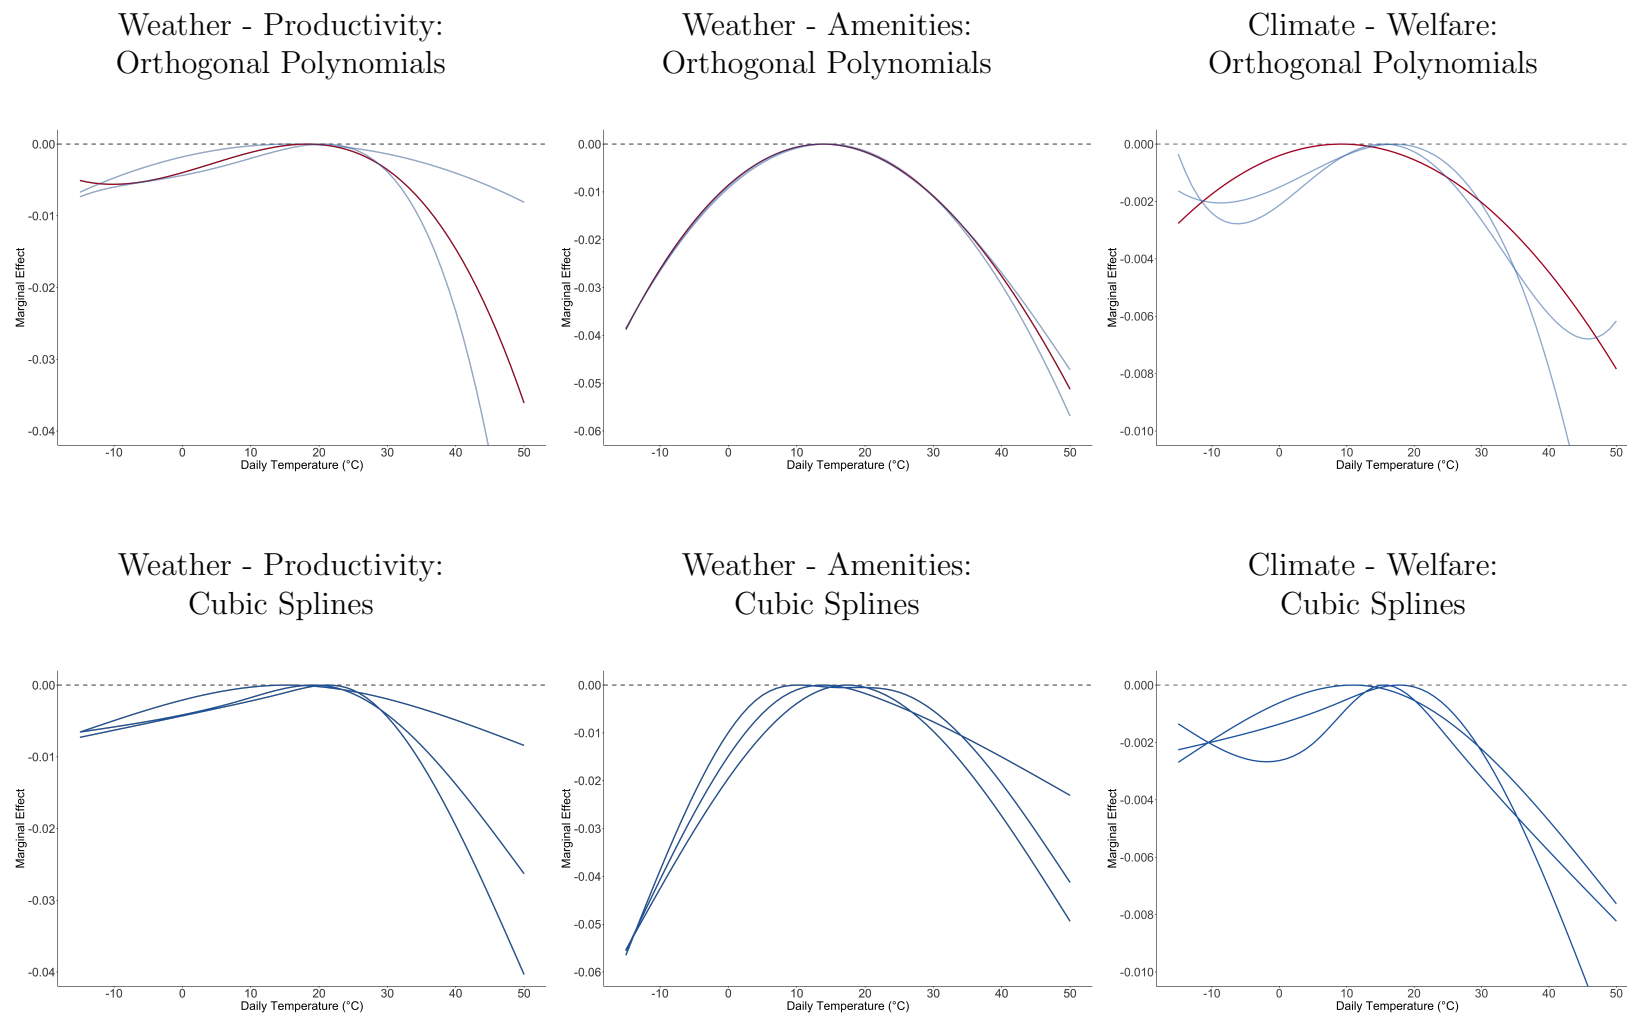 Weather - Productivity:
Orthogonal Polynomials
0.00
-0.01
-0.02
-0.03
-0.04
Marginal Effect
-10 0 10 20 30 40 50
Daily Temperature (°C)
Weather - Amenities:
Orthogonal Polynomials
0.00
-0.01
-0.02
-0.03
-0.04
-0.05
-0.06
Marginal Effect
-10 0 10 20 30 40 50
Daily Temperature (°C)
Climate - Welfare:
Orthogonal Polynomials
0.000
-0.002
-0.004
-0.006
-0.008
-0.010
Marginal Effect
-10 0 10 20 30 40 50
Daily Temperature (°C)
Weather - Productivity:
Cubic Splines
0.00
-0.01
-0.02
-0.03
-0.04
Marginal Effect
-10 0 10 20 30 40 50
Daily Temperature (°C)
Weather - Amenities:
Cubic Splines
0.00
-0.01
-0.02
-0.03
-0.04
-0.05
-0.06
Marginal Effect
-10 0 10 20 30 40 50
Daily Temperature (°C)
Climate - Welfare:
Cubic Splines
0.000
-0.002
-0.004
-0.006
-0.008
-0.010
Marginal Effect
-10 0 10 20 30 40 50
Daily Temperature (°C)